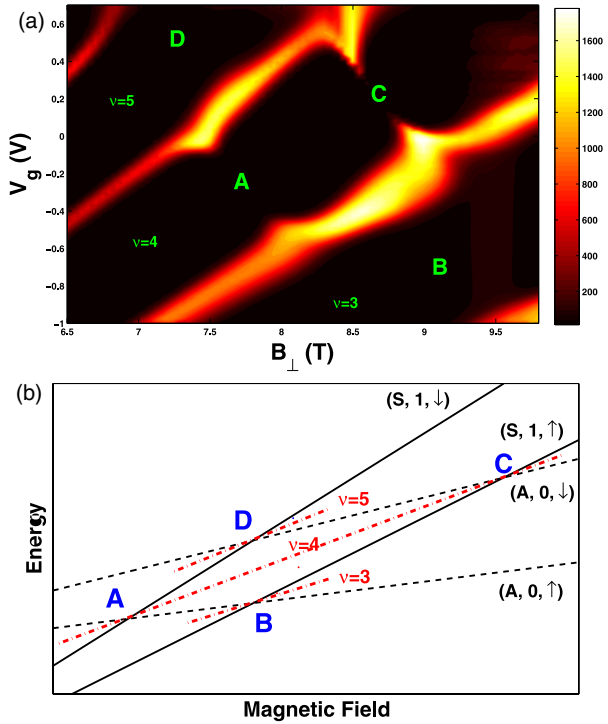 (a)
D
ν=5
C
A
ν=4
B
ν=3
V_g (V)
0.6
0.4
0.2
0
−0.2
−0.4
−0.6
−0.8
−1
6.5 7 7.5 8 8.5 9 9.5
B_⊥ (T)
1600
1400
1200
1000
800
600
400
200
(b)
(S, 1, ↓)
(S, 1, ↑)
C
(A, 0, ↓)
ν=5
D
ν=4
A
ν=3
B
(A, 0, ↑)
Energy
Magnetic Field